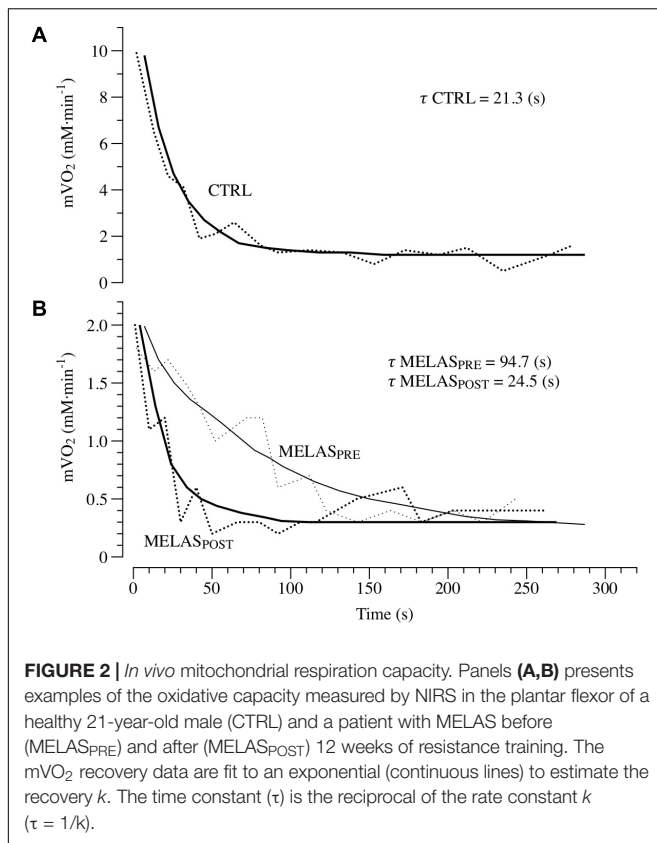 A
10
8
6
4
2
0
mVO₂ (mM·min⁻¹)
τ CTRL = 21.3 (s)
CTRL
B
2.0
1.5
1.0
0.5
0
mVO₂ (mM·min⁻¹)
τ MELASPRE = 94.7 (s)
τ MELASPOST = 24.5 (s)
MELASPRE
MELASPOST
0 50 100 150 200 250 300
Time (s)
FIGURE 2 | In vivo mitochondrial respiration capacity. Panels (A,B) presents
examples of the oxidative capacity measured by NIRS in the plantar flexor of a
healthy 21-year-old male (CTRL) and a patient with MELAS before
(MELASPRE) and after (MELASPOST) 12 weeks of resistance training. The
mVO₂ recovery data are fit to an exponential (continuous lines) to estimate the
recovery k. The time constant (τ) is the reciprocal of the rate constant k
(τ = 1/k).